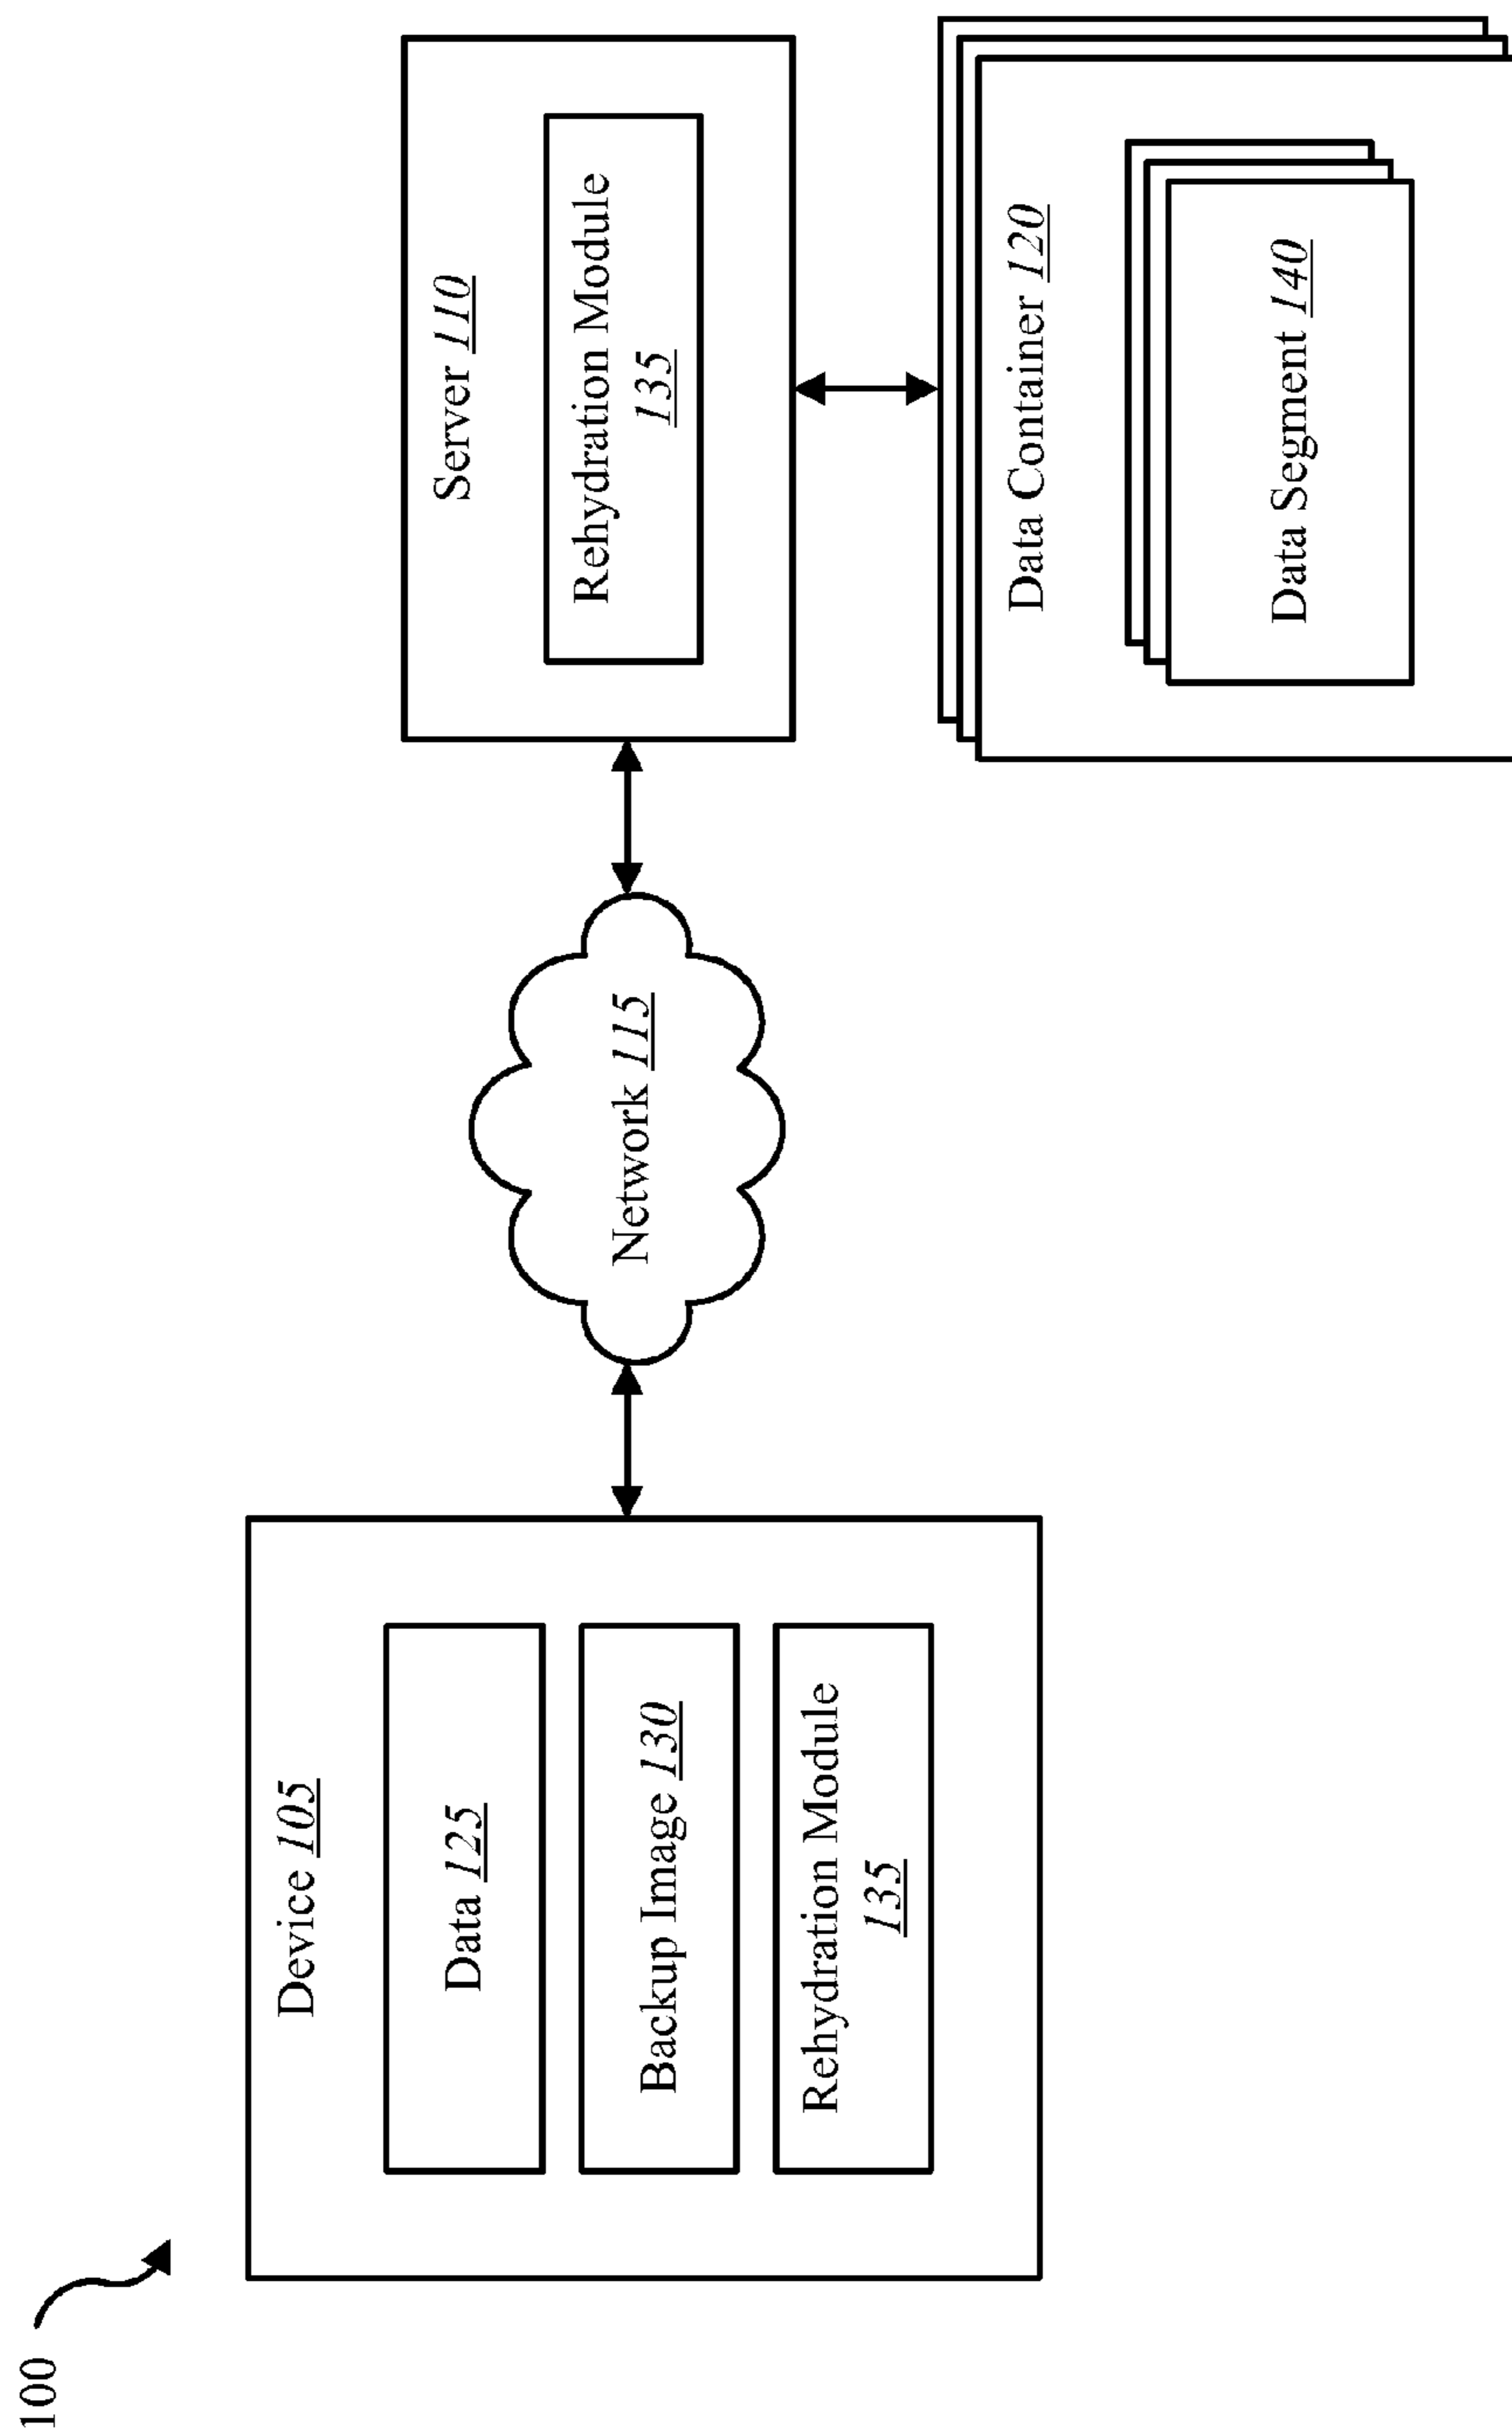 100
Device 105
Data 125
Backup Image 130
Rehydration Module
135
Network 115
Server 110
Rehydration Module
135
Data Container 120
Data Segment 140